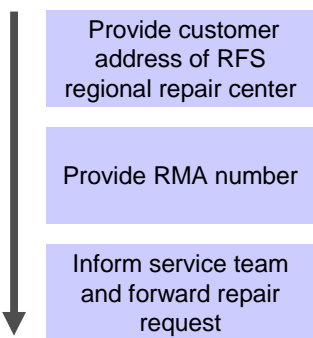 Provide customer
address of RFS
regional repair center
Provide RMA number
Inform service team
and forward repair
request